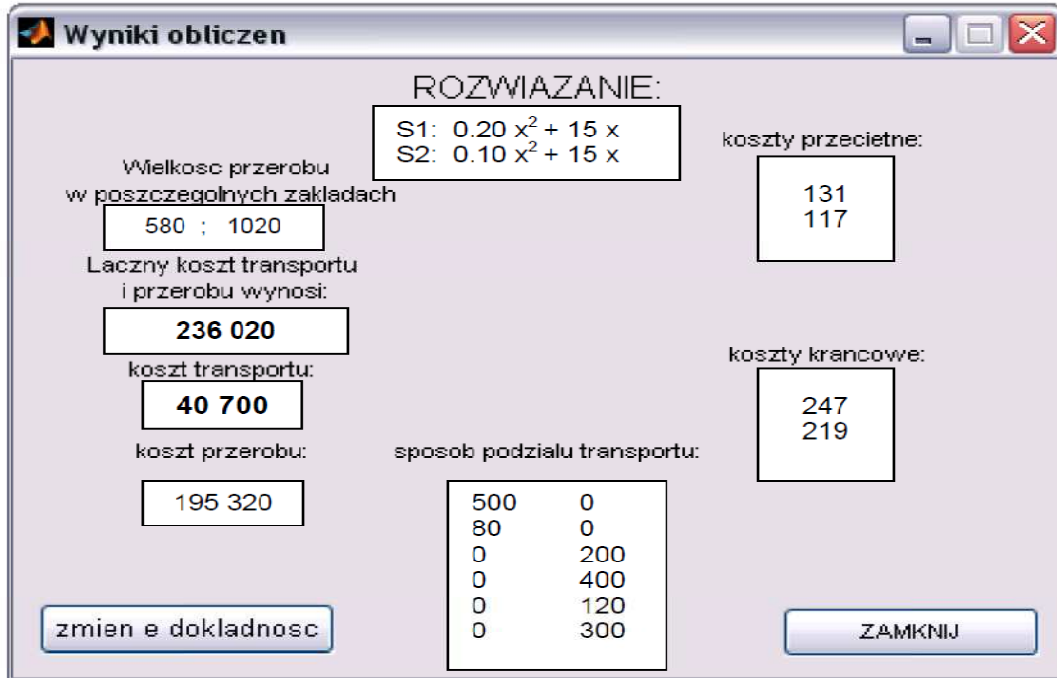 Wyniki obliczen
ROZWIAZANIE:
S1: 0.20 x² + 15 x
S2: 0.10 x² + 15 x
Wielkosc przerobu
w poszczegolnych zakladach
580 ; 1020
Laczny koszt transportu
i przerobu wynosi:
236 020
koszt transportu:
40 700
koszt przerobu:
195 320
sposob podzialu transportu:
500 0
80 0
0 200
0 400
0 120
0 300
koszty przecietne:
131
117
koszty krancowe:
247
219
zmien e dokladnosc
ZAMKNIJ